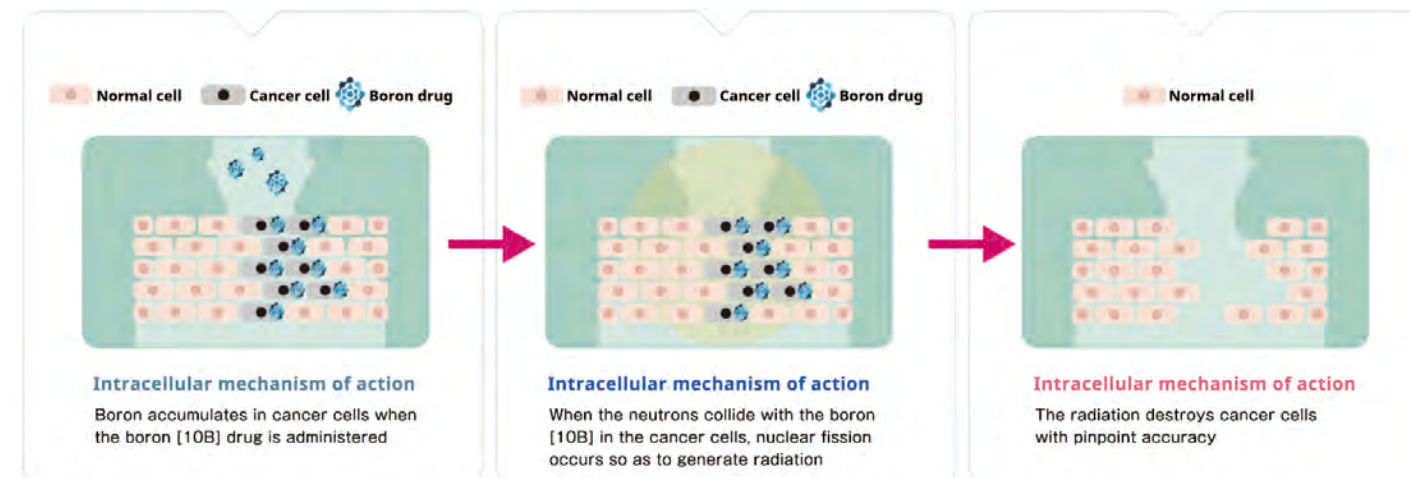 Normal cell Cancer cell Boron drug
Intracellular mechanism of action
Boron accumulates in cancer cells when
the boron [10B] drug is administered
Normal cell Cancer cell Boron drug
Intracellular mechanism of action
When the neutrons collide with the boron
[10B] in the cancer cells, nuclear fission
occurs so as to generate radiation
Normal cell
Intracellular mechanism of action
The radiation destroys cancer cells
with pinpoint accuracy